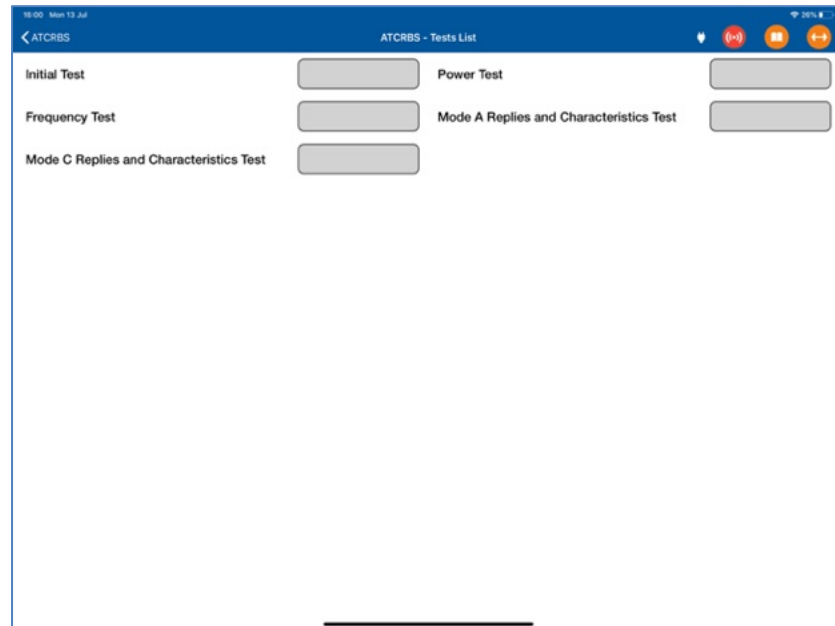 16:00 Mon 13 Jul
26%
ATCRBS
ATCRBS - Tests List
Initial Test
Power Test
Frequency Test
Mode A Replies and Characteristics Test
Mode C Replies and Characteristics Test